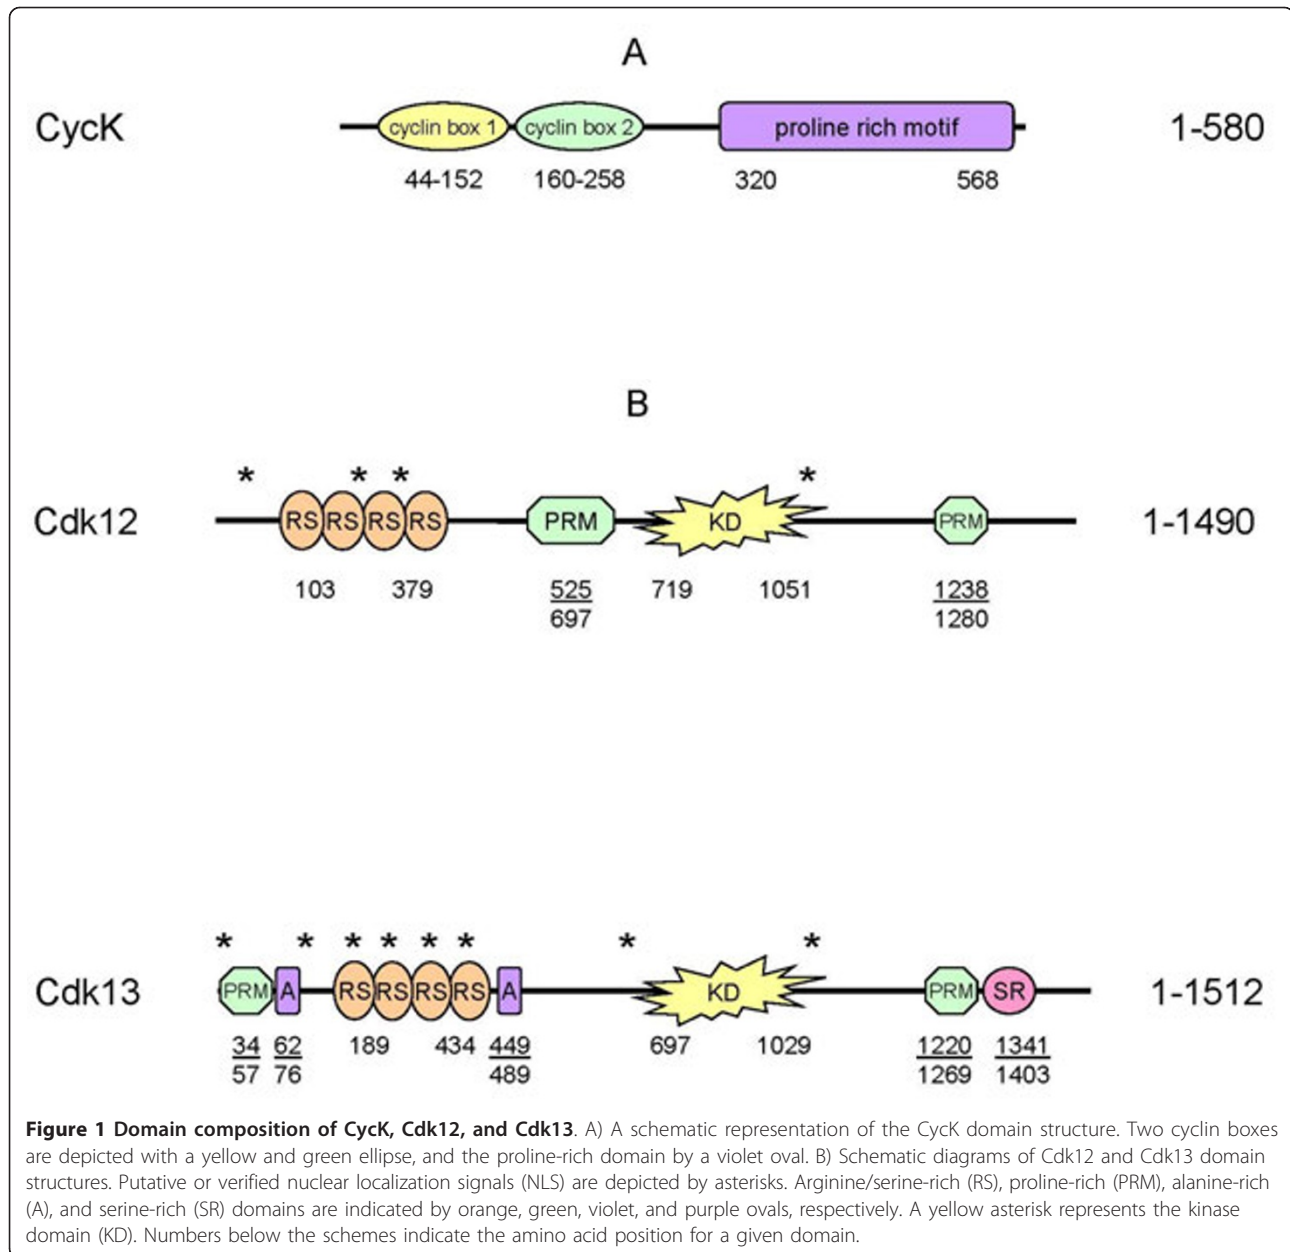 A
CycK cyclin box 1 cyclin box 2 proline rich motif 1-580
44-152 160-258 320 568
B
* * * *
Cdk12 RS RS RS RS PRM KD PRM 1-1490
103 379 525 719 1051 1238
697 1280
* * * * * * * *
Cdk13 PRM A RS RS RS RS A KD PRM SR 1-1512
34 62 189 434 449 697 1029 1220 1341
57 76 489 1269 1403
Figure 1 Domain composition of CycK, Cdk12, and Cdk13. A) A schematic representation of the CycK domain structure. Two cyclin boxes
are depicted with a yellow and green ellipse, and the proline-rich domain by a violet oval. B) Schematic diagrams of Cdk12 and Cdk13 domain
structures. Putative or verified nuclear localization signals (NLS) are depicted by asterisks. Arginine/serine-rich (RS), proline-rich (PRM), alanine-rich
(A), and serine-rich (SR) domains are indicated by orange, green, violet, and purple ovals, respectively. A yellow asterisk represents the kinase
domain (KD). Numbers below the schemes indicate the amino acid position for a given domain.